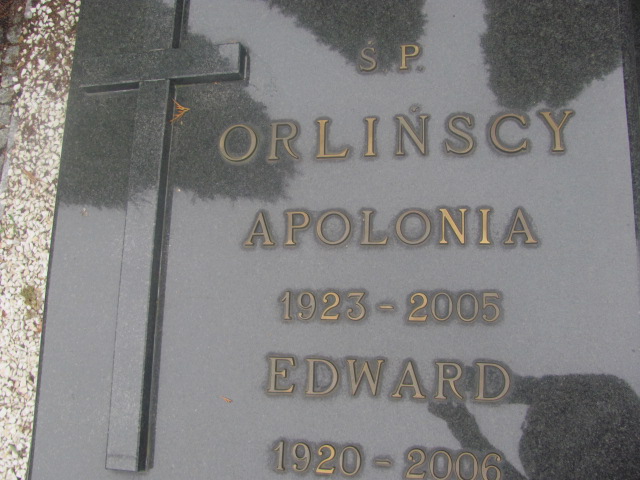 Ś P.
ORLIŃSCY
APOLONIA
1923 - 2005
EDWARD
1920 - 2006